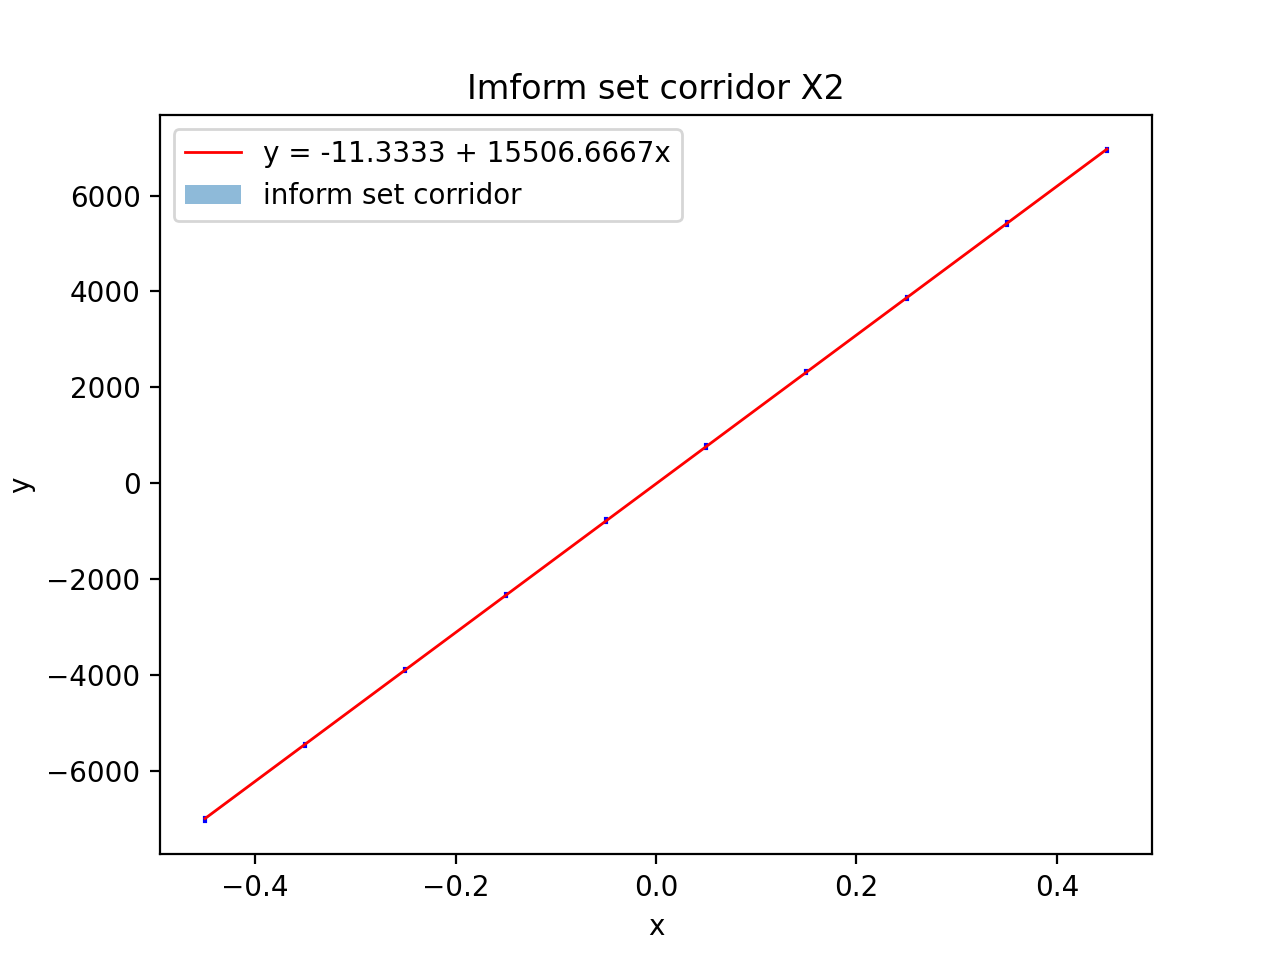 Imform set corridor X2
y = -11.3333 + 15506.6667x
inform set corridor
6000
4000
2000
0
−2000
−4000
−6000
y
−0.4 −0.2 0.0 0.2 0.4
x